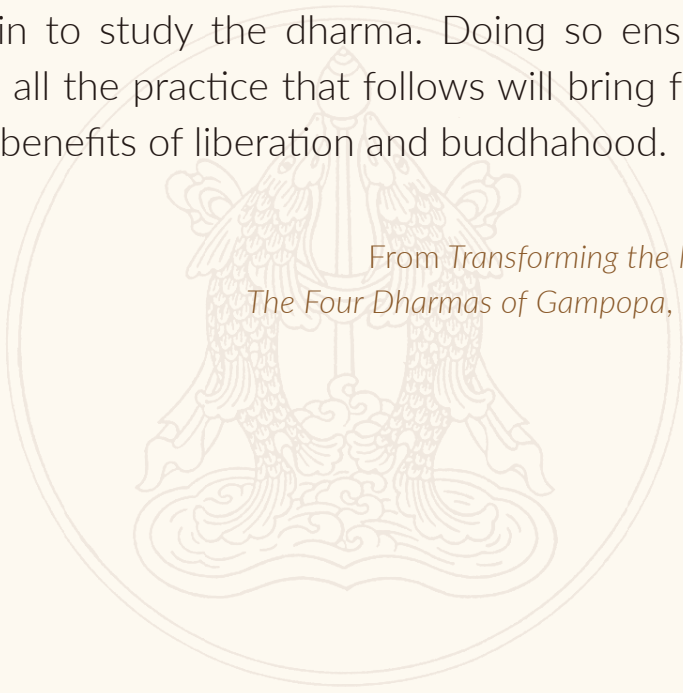 in to study the dharma. Doing so ens
all the practice that follows will bring f
benefits of liberation and buddhahood.
From Transforming the
The Four Dharmas of Gampopa,